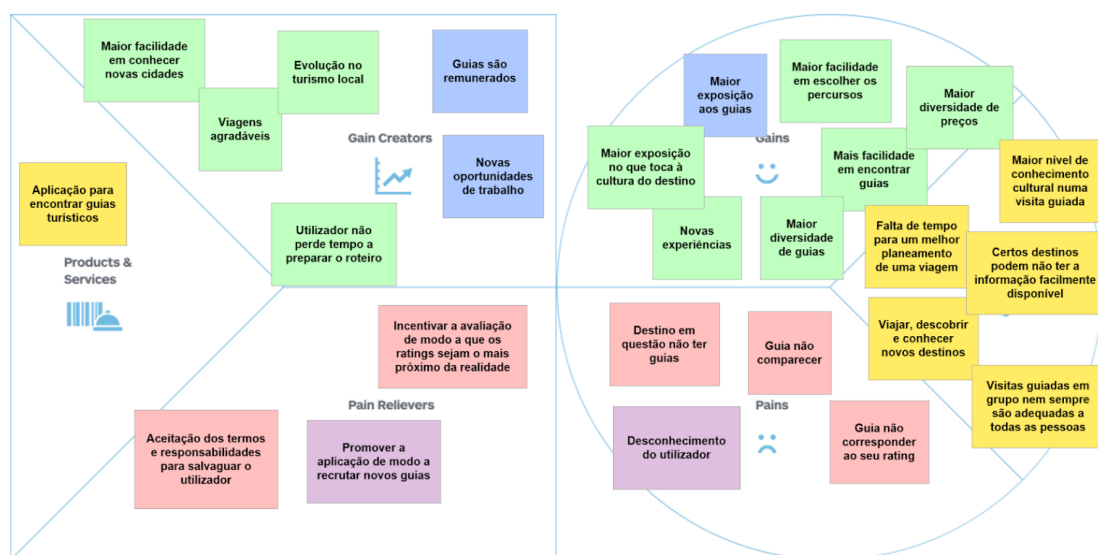 Maior facilidade
em conhecer
novas cidades
Evolução no
turismo local
Guias são
remunerados
Viagens
agradáveis
Gain Creators
Novas
oportunidades
de trabalho
Aplicação para
encontrar guias
turísticos
Utilizador não
perde tempo a
preparar o roteiro
Products &
Services
Incentivar a avaliação
de modo a que os
ratings sejam o mais
próximo da realidade
Pain Relievers
Aceitação dos termos
e responsabilidades
para salvaguar o
utilizador
Promover a
aplicação de modo a
recrutar novos guias
Maior
exposição
aos guias
Maior facilidade
em escolher os
percursos
Maior
diversidade de
preços
Gains
Maior exposição
no que toca à
cultura do destino
Mais facilidade
em encontrar
guias
Maior nível de
conhecimento
cultural numa
visita guiada
Novas
experiências
Maior
diversidade
de guias
Falta de tempo
para um melhor
planeamento
de uma viagem
Certos destinos
podem não ter a
informação facilmente
disponível
Destino em
questão não ter
guias
Guia não
comparecer
Viajar, descobrir
e conhecer
novos destinos
Visitas guiadas em
grupo nem sempre
são adequadas a
todas as pessoas
Pains
Desconhecimento
do utilizador
Guia não
corresponder
ao seu rating